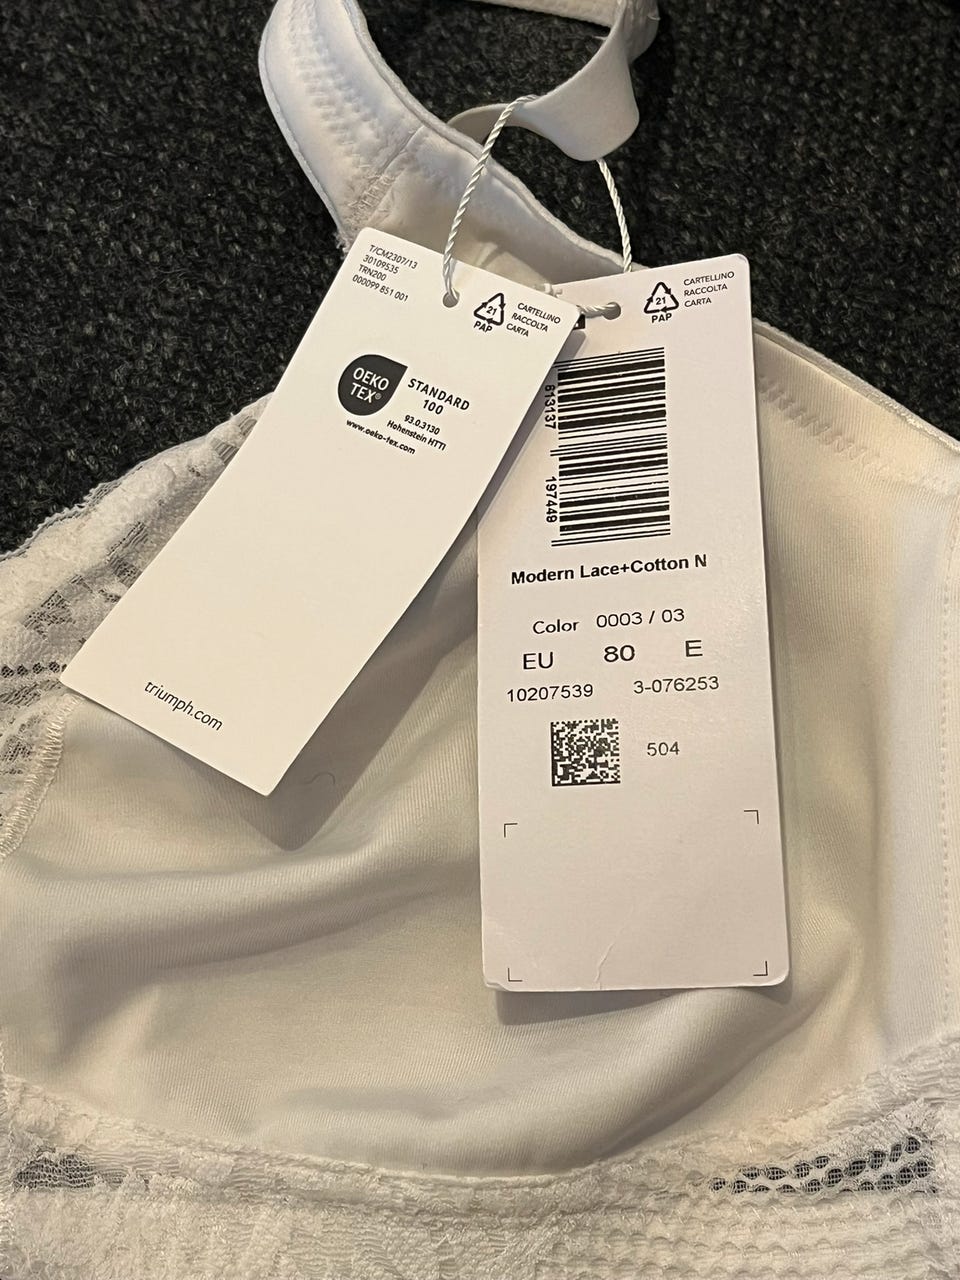 T/CM2307/13
30109535
TRN200
000099 851 001
21
PAP
CARTELLINO
RACCOLTA
CARTA
OEKO
TEX®
STANDARD
100
93.0.3130
Hohenstein HTTI
www.oeko-tex.com
triumph.com
21
PAP
CARTELLINO
RACCOLTA
CARTA
613137 197449
Modern Lace+Cotton N
Color 0003 / 03
EU 80 E
10207539 3-076253
504